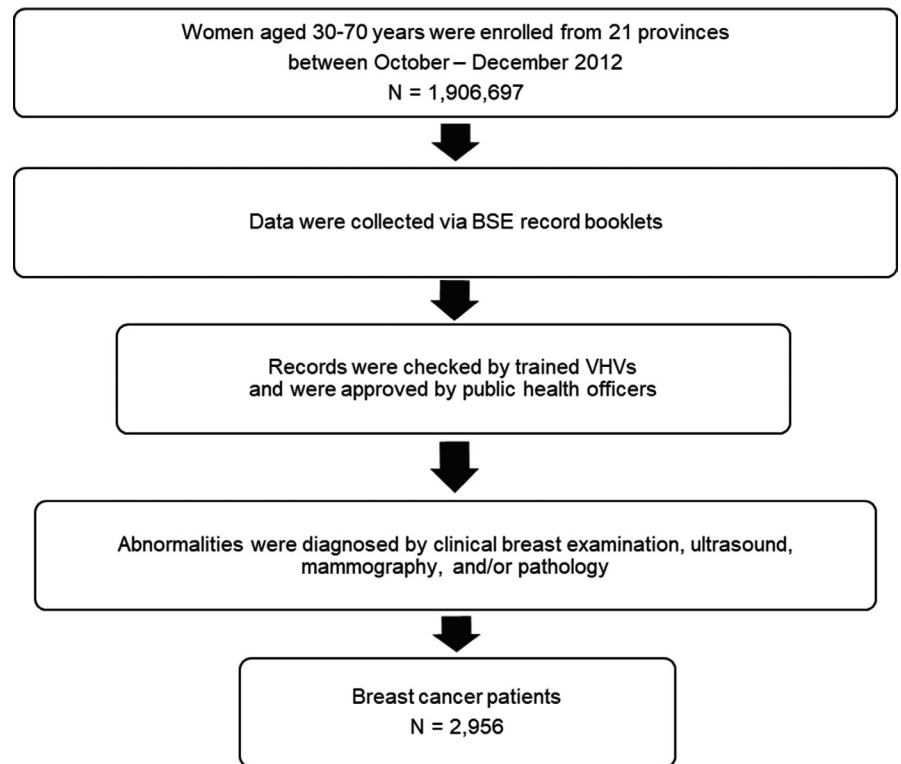 Women aged 30-70 years were enrolled from 21 provinces
between October – December 2012
N = 1,906,697
Data were collected via BSE record booklets
Records were checked by trained VHVs
and were approved by public health officers
Abnormalities were diagnosed by clinical breast examination, ultrasound,
mammography, and/or pathology
Breast cancer patients
N = 2,956